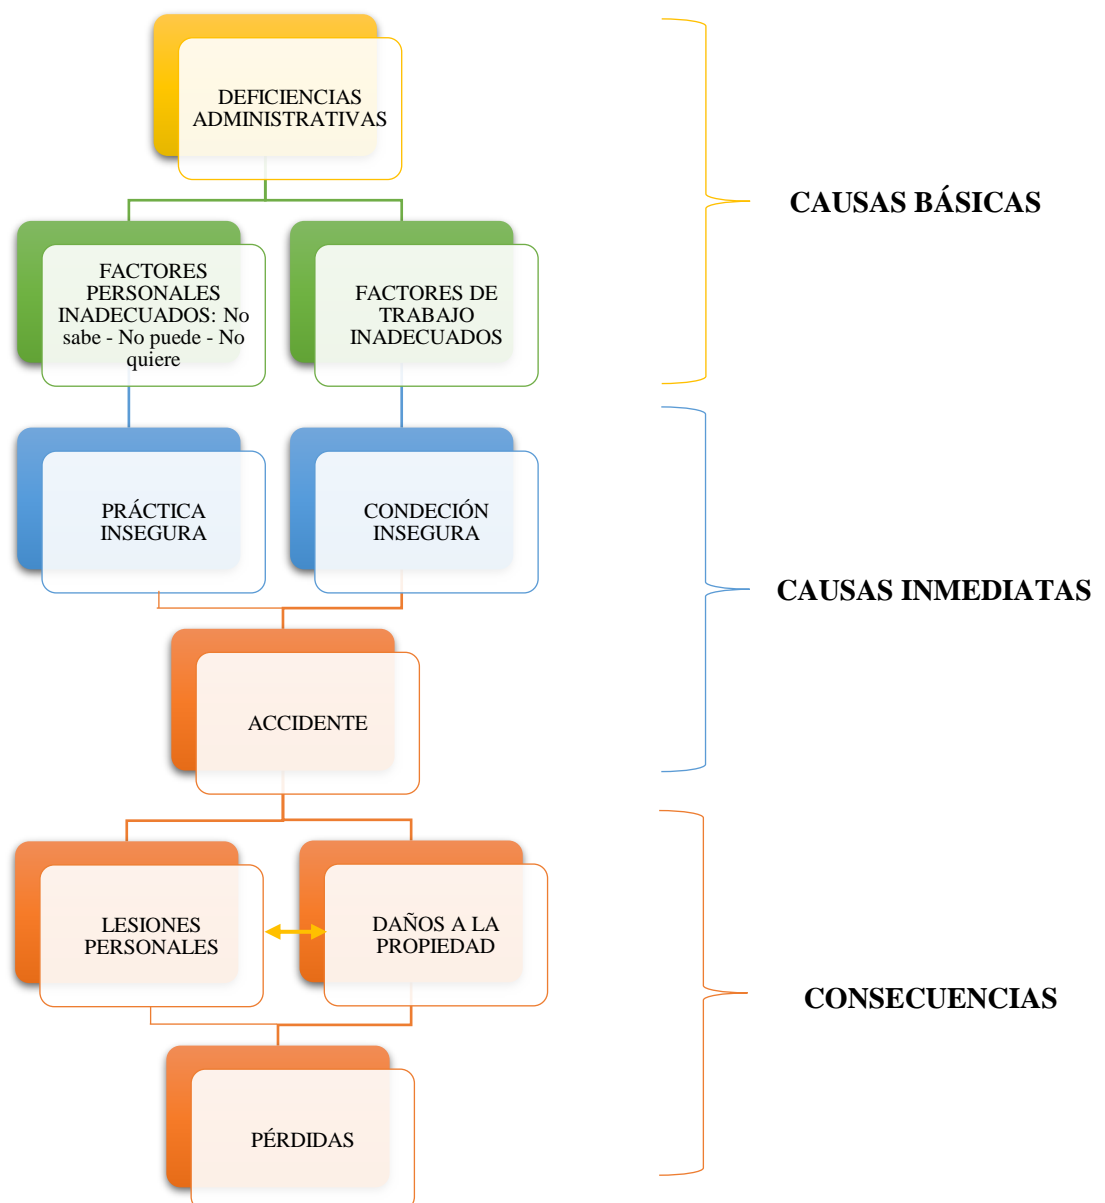 DEFICIENCIAS
ADMINISTRATIVAS
CAUSAS BÁSICAS
FACTORES
PERSONALES
INADECUADOS: No
sabe - No puede - No
quiere
FACTORES DE
TRABAJO
INADECUADOS
PRÁCTICA
INSEGURA
CONDECIÓN
INSEGURA
CAUSAS INMEDIATAS
ACCIDENTE
LESIONES
PERSONALES
DAÑOS A LA
PROPIEDAD
CONSECUENCIAS
PÉRDIDAS